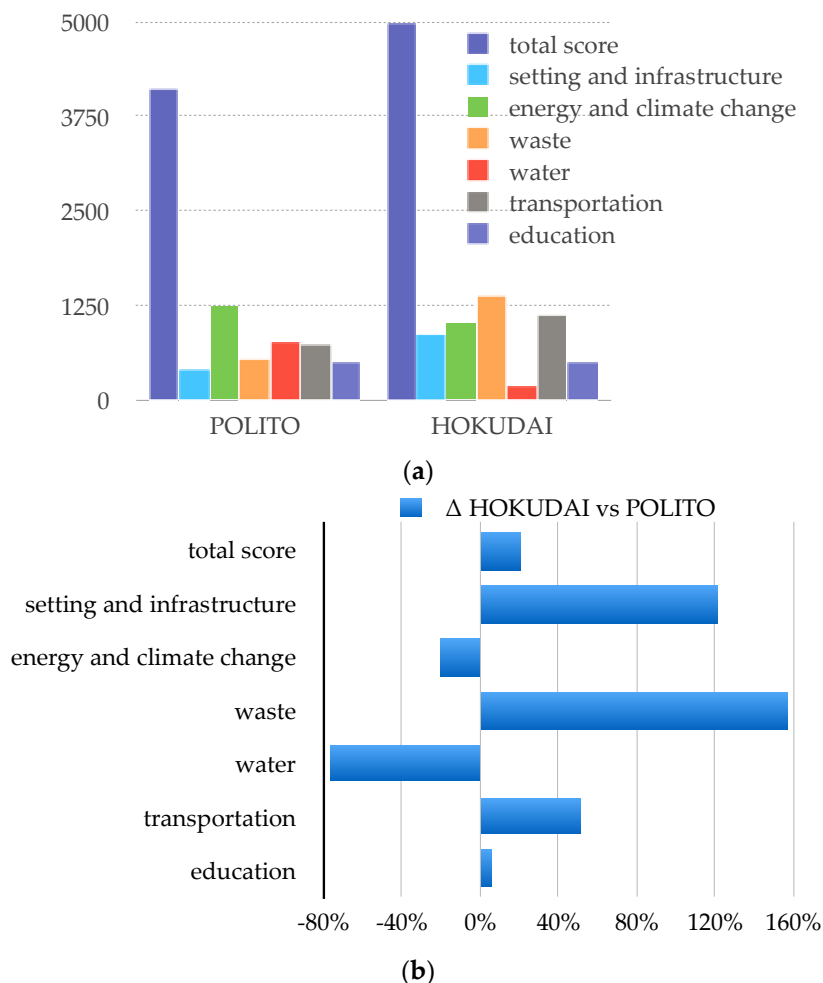 5000
total score
setting and infrastructure
energy and climate change
3750
waste
water
2500
transportation
education
1250
0
POLITO HOKUDAI
(a)
Δ HOKUDAI vs POLITO
total score
setting and infrastructure
energy and climate change
waste
water
transportation
education
-80% -40% 0% 40% 80% 120% 160%
(b)